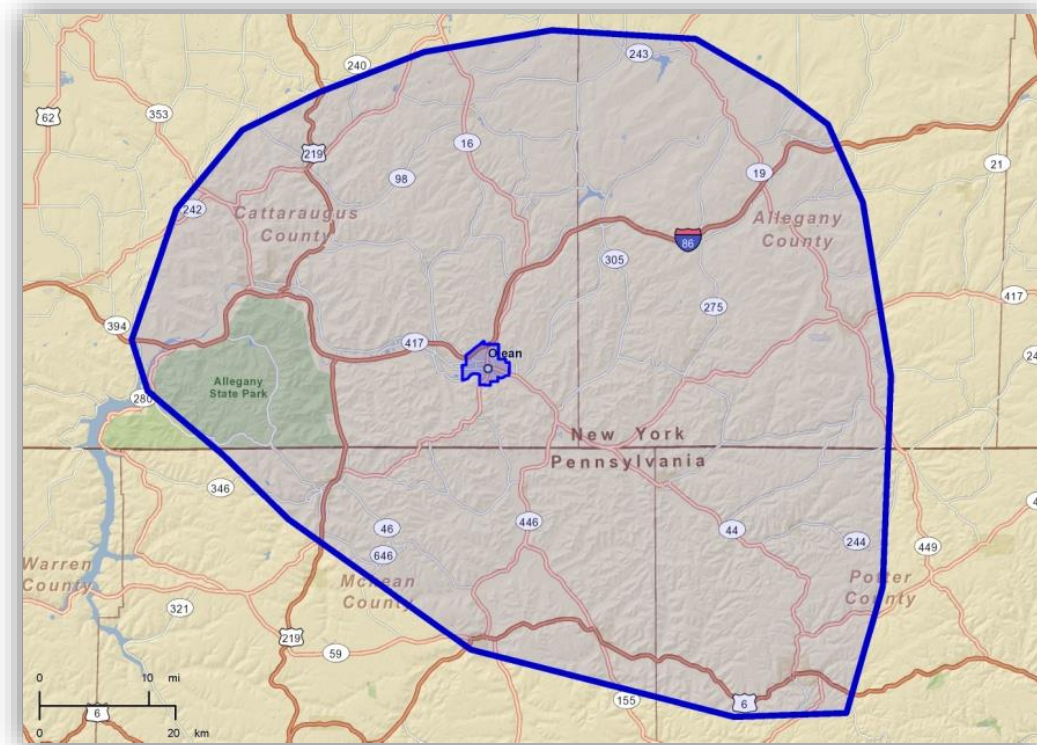 243
240
62
353
16
219
21
98
19
242
Cattaraugus
County
Allegany
County
86
305
275
417
394
417
Olean
Allegany
State Park
280
New York
Pennsylvania
346
446
46
44
646
244
449
Warren
County
McKean
County
Potter
County
321
219
59
0 10 mi
155
6
6
0 20 km